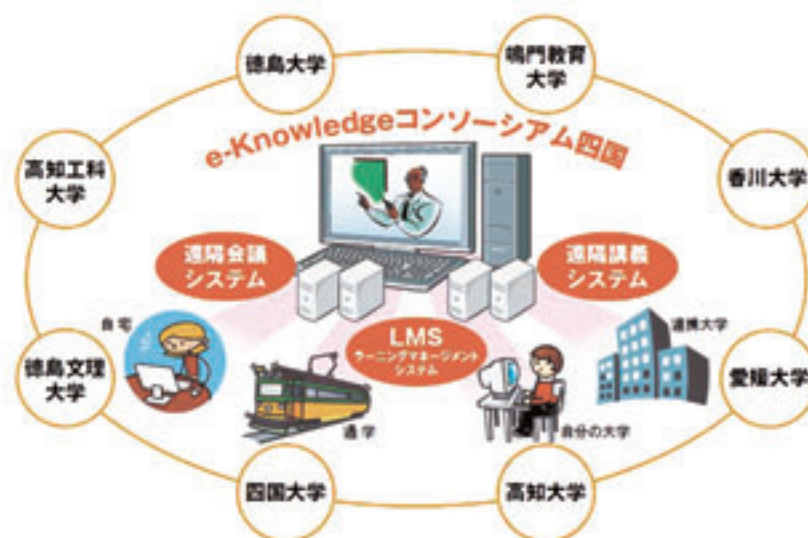 徳島大学
鳴門教育
大学
e-Knowledgeコンソーシアム四国
高知工科
大学
香川大学
遠隔会議
システム
遠隔講義
システム
自宅
LMS
ラーニングマネージメント
システム
連携大学
徳島文理
大学
愛媛大学
通学
自分の大学
四国大学
高知大学